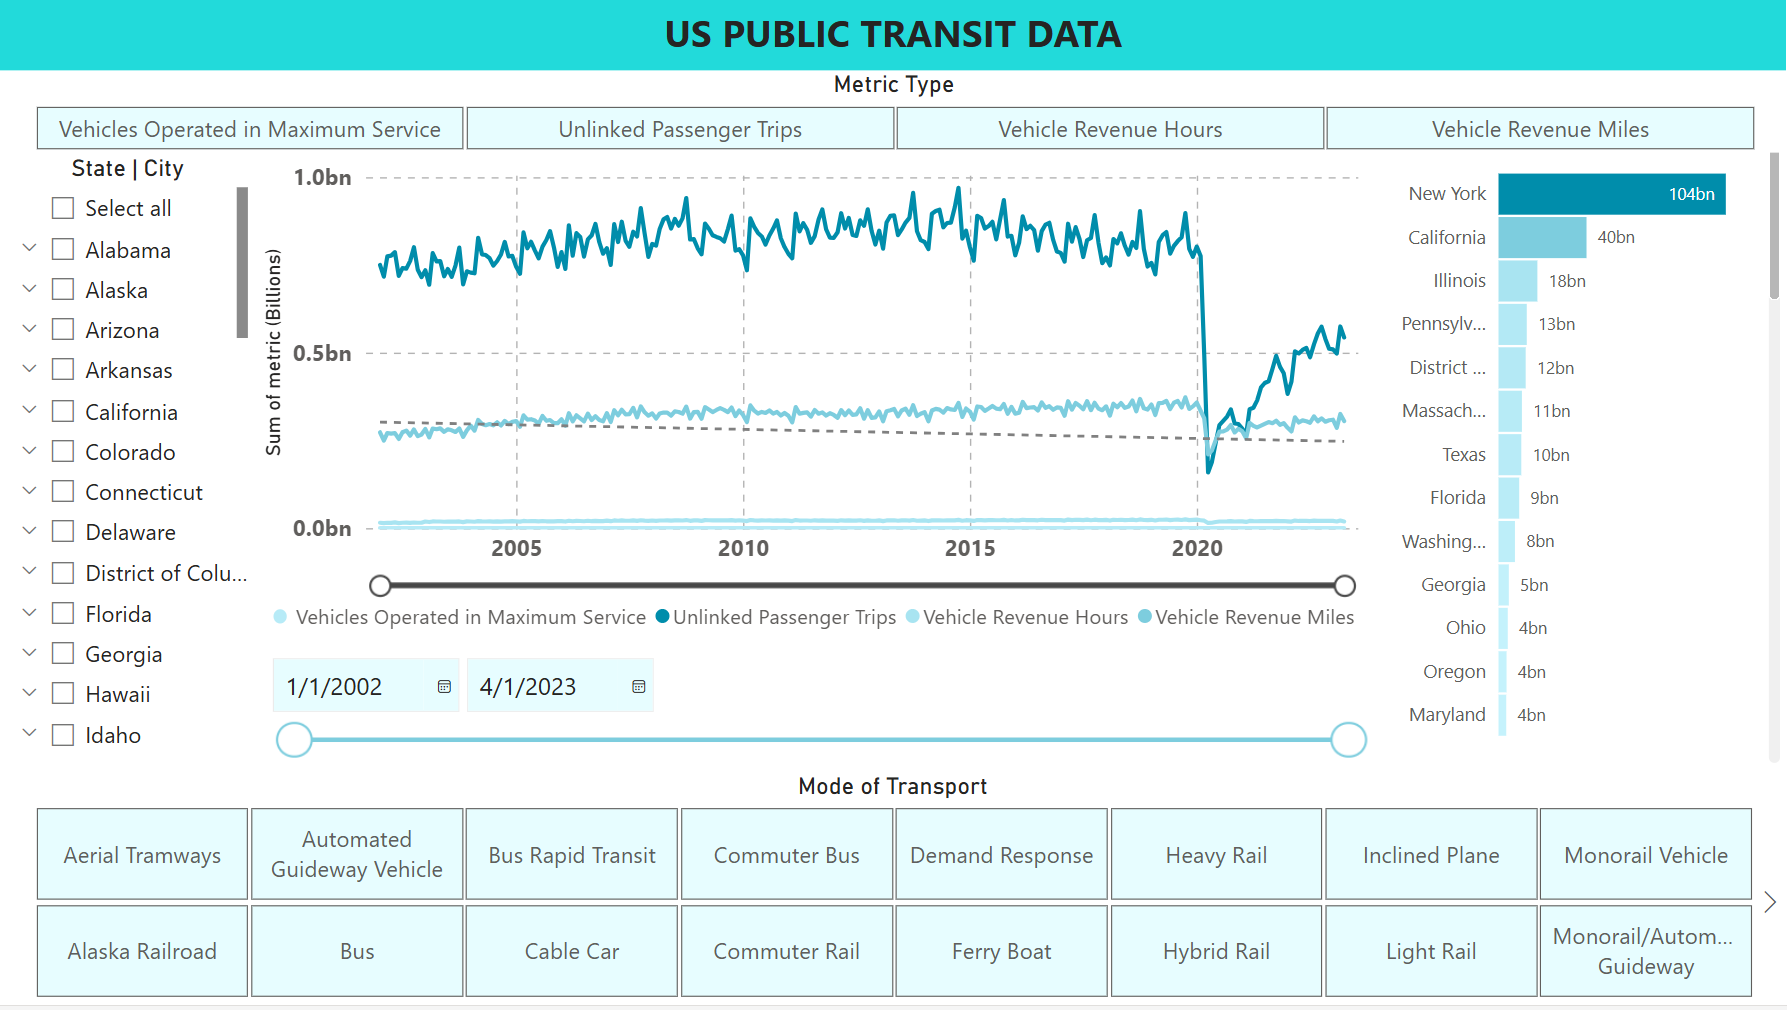 US PUBLIC TRANSIT DATA
Metric Type
Vehicles Operated in Maximum Service
Unlinked Passenger Trips
Vehicle Revenue Hours
Vehicle Revenue Miles
State | City
Select all
Alabama
Alaska
Arizona
Arkansas
California
Colorado
Connecticut
Delaware
District of Colu...
Florida
Georgia
Hawaii
Idaho
Sum of metric (Billions)
1.0bn
0.5bn
0.0bn
2005 2010 2015 2020
Vehicles Operated in Maximum Service Unlinked Passenger Trips Vehicle Revenue Hours Vehicle Revenue Miles
1/1/2002 4/1/2023
New York 104bn
California 40bn
Illinois 18bn
Pennsylv... 13bn
District ... 12bn
Massach... 11bn
Texas 10bn
Florida 9bn
Washing... 8bn
Georgia 5bn
Ohio 4bn
Oregon 4bn
Maryland 4bn
Mode of Transport
Aerial Tramways
Automated
Guideway Vehicle
Bus Rapid Transit
Commuter Bus
Demand Response
Heavy Rail
Inclined Plane
Monorail Vehicle
Alaska Railroad
Bus
Cable Car
Commuter Rail
Ferry Boat
Hybrid Rail
Light Rail
Monorail/Autom...
Guideway